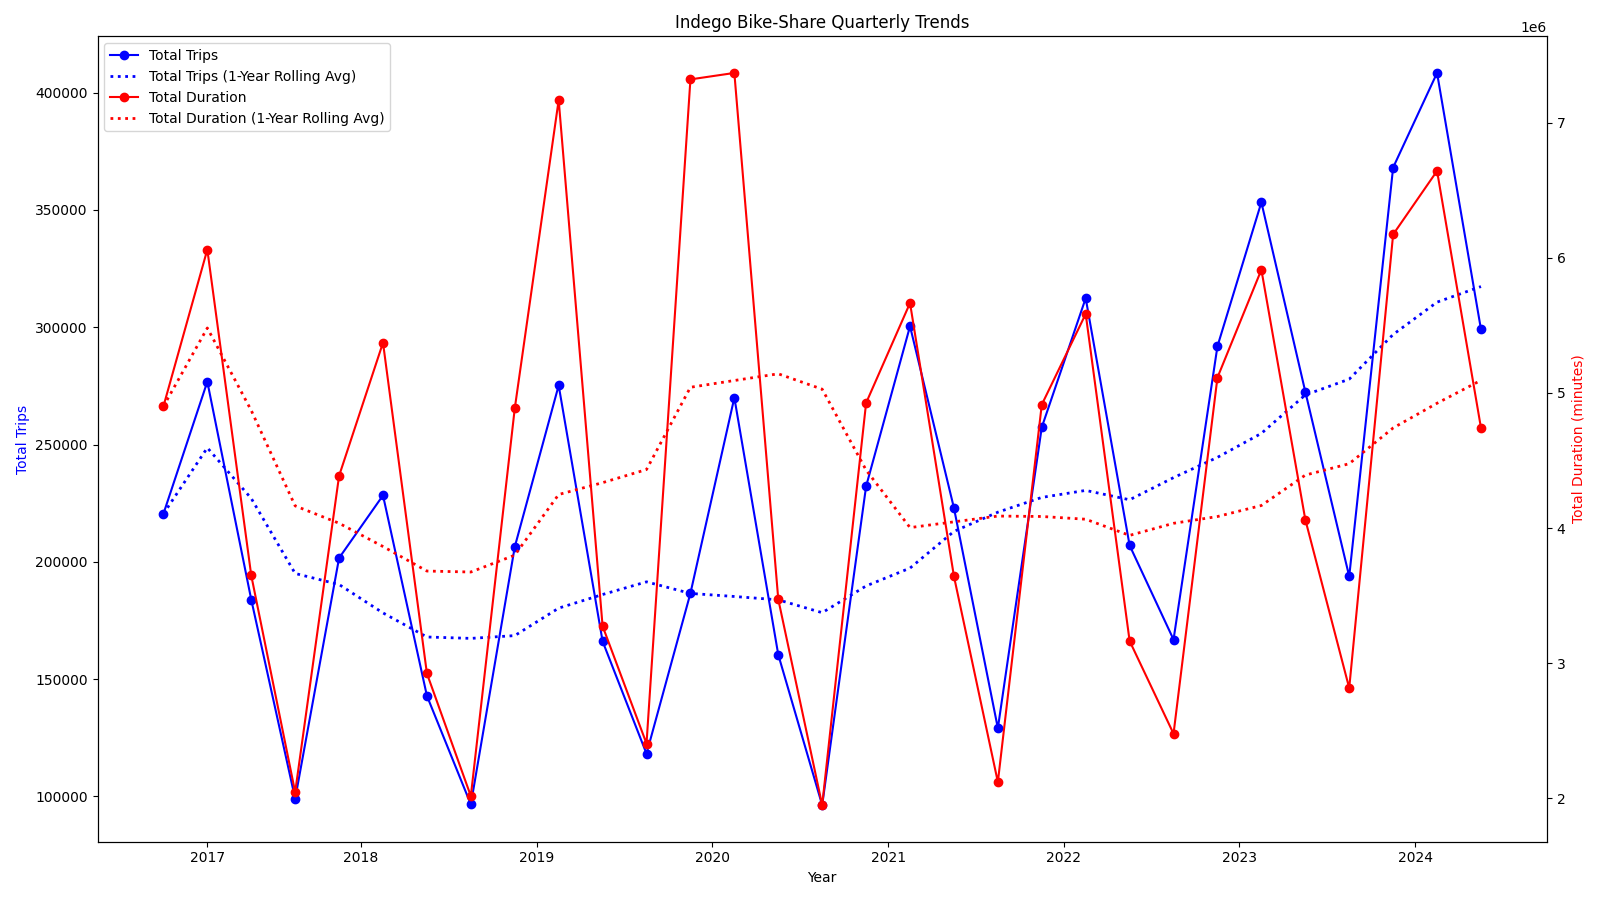 Indego Bike-Share Quarterly Trends
1e6
Total Trips
Total Trips (1-Year Rolling Avg)
Total Duration
Total Duration (1-Year Rolling Avg)
400000
350000
300000
250000
200000
150000
100000
Total Trips
7
6
5
4
3
2
Total Duration (minutes)
2017 2018 2019 2020 2021 2022 2023 2024
Year